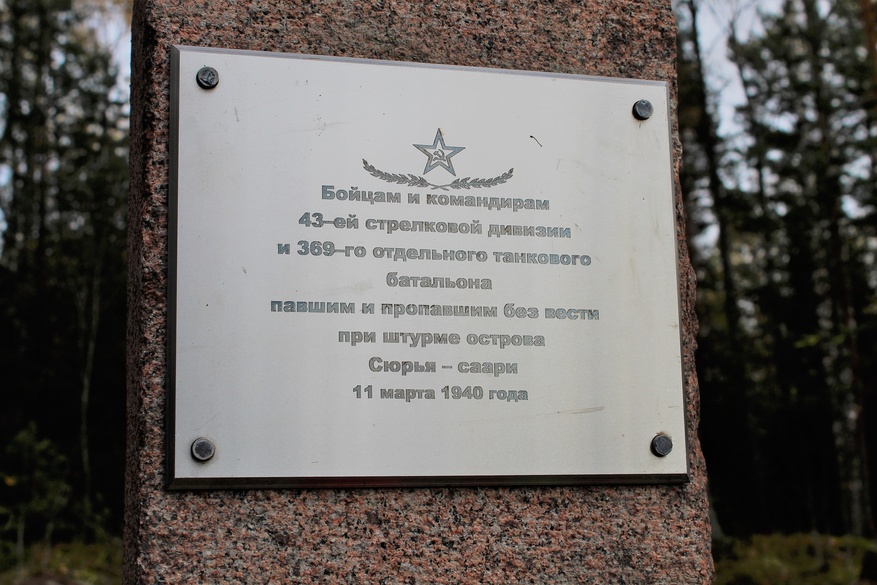 Бойцам и командирам
43–ей стрелковой дивизии
и 369–го отдельного танкового
батальона
павшим и пропавшим без вести
при штурме острова
Сюрья – саари
11 марта 1940 года